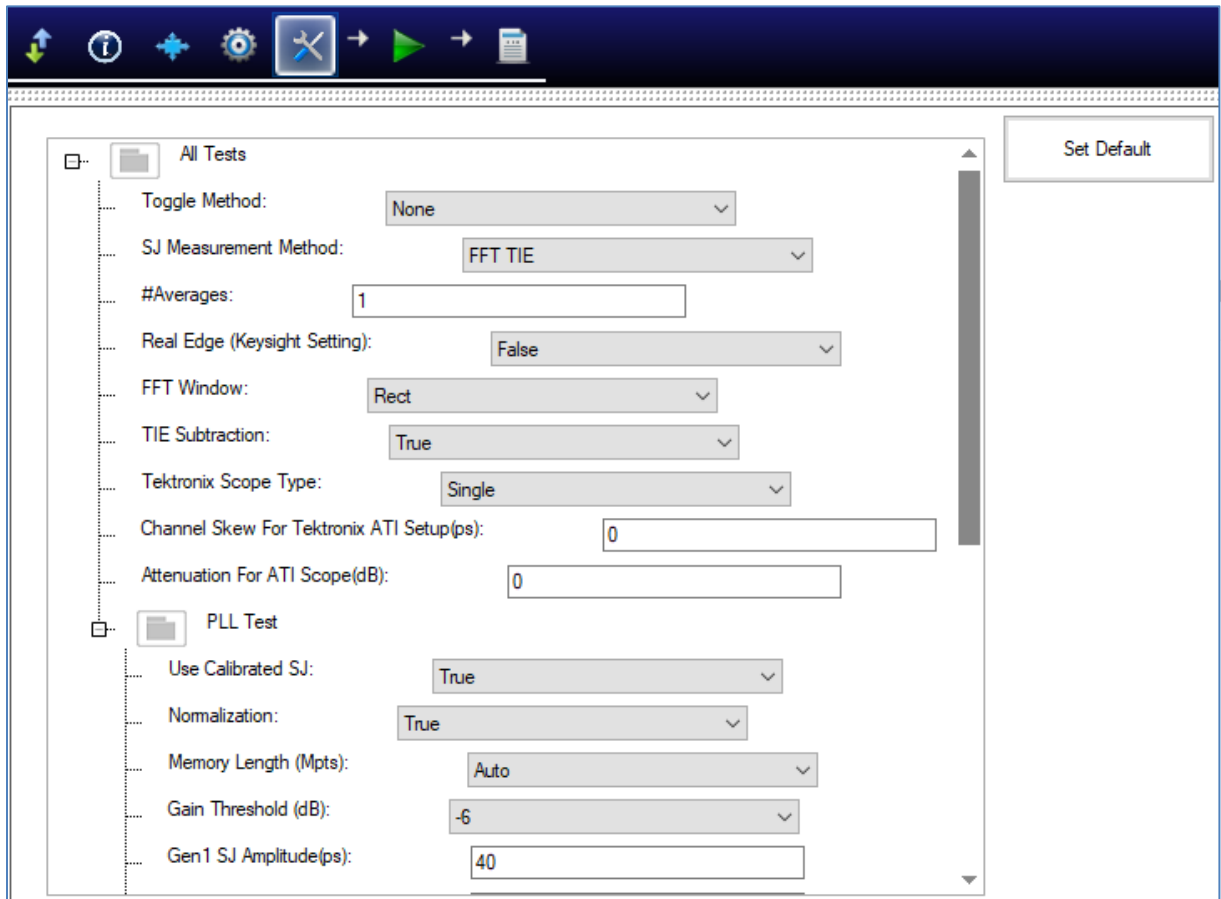 All Tests
Set Default
Toggle Method: None
SJ Measurement Method: FFT TIE
#Averages: 1
Real Edge (Keysight Setting): False
FFT Window: Rect
TIE Subtraction: True
Tektronix Scope Type: Single
Channel Skew For Tektronix ATI Setup(ps): 0
Attenuation For ATI Scope(dB): 0
PLL Test
Use Calibrated SJ: True
Normalization: True
Memory Length (Mpts): Auto
Gain Threshold (dB): -6
Gen1 SJ Amplitude(ps): 40